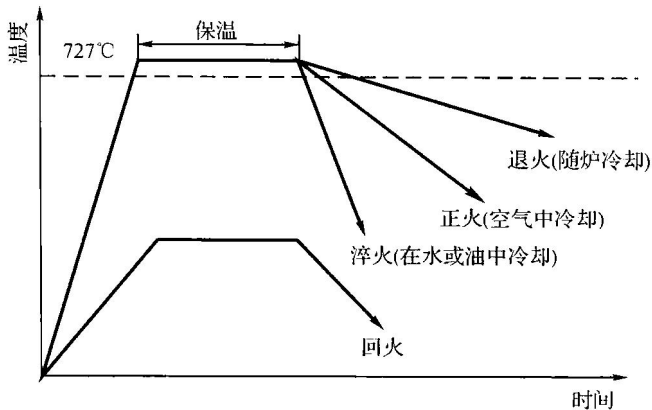 温度
727℃
保温
退火(随炉冷却)
正火(空气中冷却)
淬火(在水或油中冷却)
回火
时间